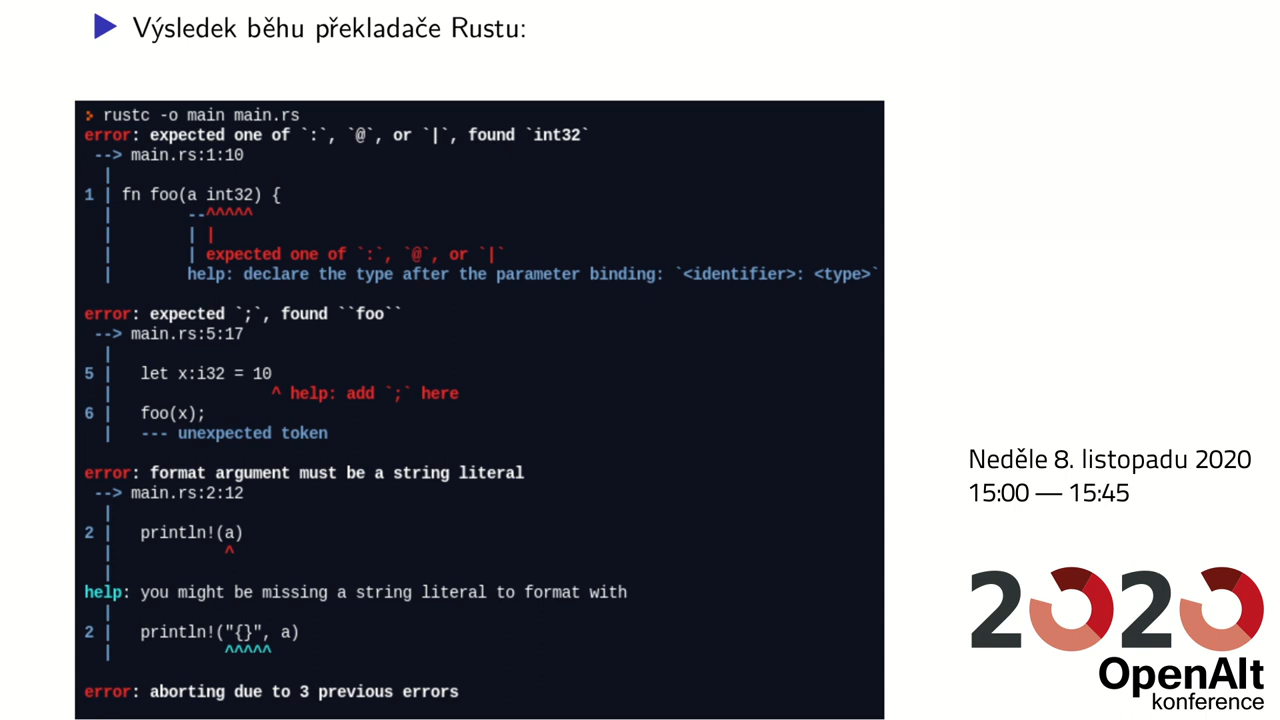 Výsledek běhu překladače Rustu:
> rustc -o main main.rs
error: expected one of `:`, `@`, or `|`, found `int32`
--> main.rs:1:10
|
1 | fn foo(a int32) {
| --^^^^^
| | |
| | expected one of `:`, `@`, or `|`
| help: declare the type after the parameter binding: `<identifier>: <type>`
error: expected `;`, found ``foo``
--> main.rs:5:17
|
5 | let x:i32 = 10
| ^ help: add `;` here
6 | foo(x);
| --- unexpected token
error: format argument must be a string literal
--> main.rs:2:12
|
2 | println!(a)
| ^
|
help: you might be missing a string literal to format with
|
2 | println!("{}", a)
| ^^^^^
error: aborting due to 3 previous errors
Neděle 8. listopadu 2020
15:00 — 15:45
2020
OpenAlt
konference